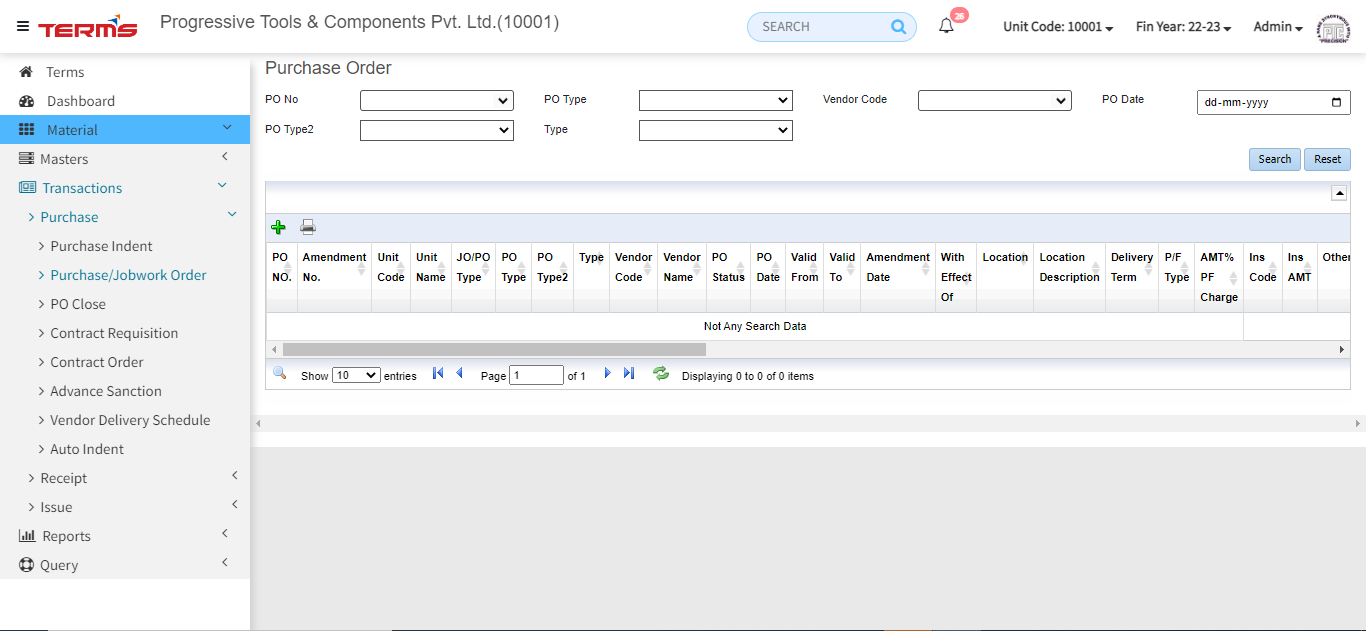 TERMS
Progressive Tools & Components Pvt. Ltd.(10001)
SEARCH
26
Unit Code: 10001
Fin Year: 22-23
Admin
PTC
PRECISION
Terms
Dashboard
Material
Masters
Transactions
Purchase
Purchase Indent
Purchase/Jobwork Order
PO Close
Contract Requisition
Contract Order
Advance Sanction
Vendor Delivery Schedule
Auto Indent
Receipt
Issue
Reports
Query
Purchase Order
PO No
PO Type
Vendor Code
PO Date
dd-mm-yyyy
PO Type2
Type
Search
Reset
PO NO.
Amendment No.
Unit Code
Unit Name
JO/PO Type
PO Type
PO Type2
Type
Vendor Code
Vendor Name
PO Status
PO Date
Valid From
Valid To
Amendment Date
With Effect Of
Location
Location Description
Delivery Term
P/F Type
AMT% PF Charge
Ins Code
Ins AMT
Other
Not Any Search Data
Show 10 entries
Page 1 of 1
Displaying 0 to 0 of 0 items